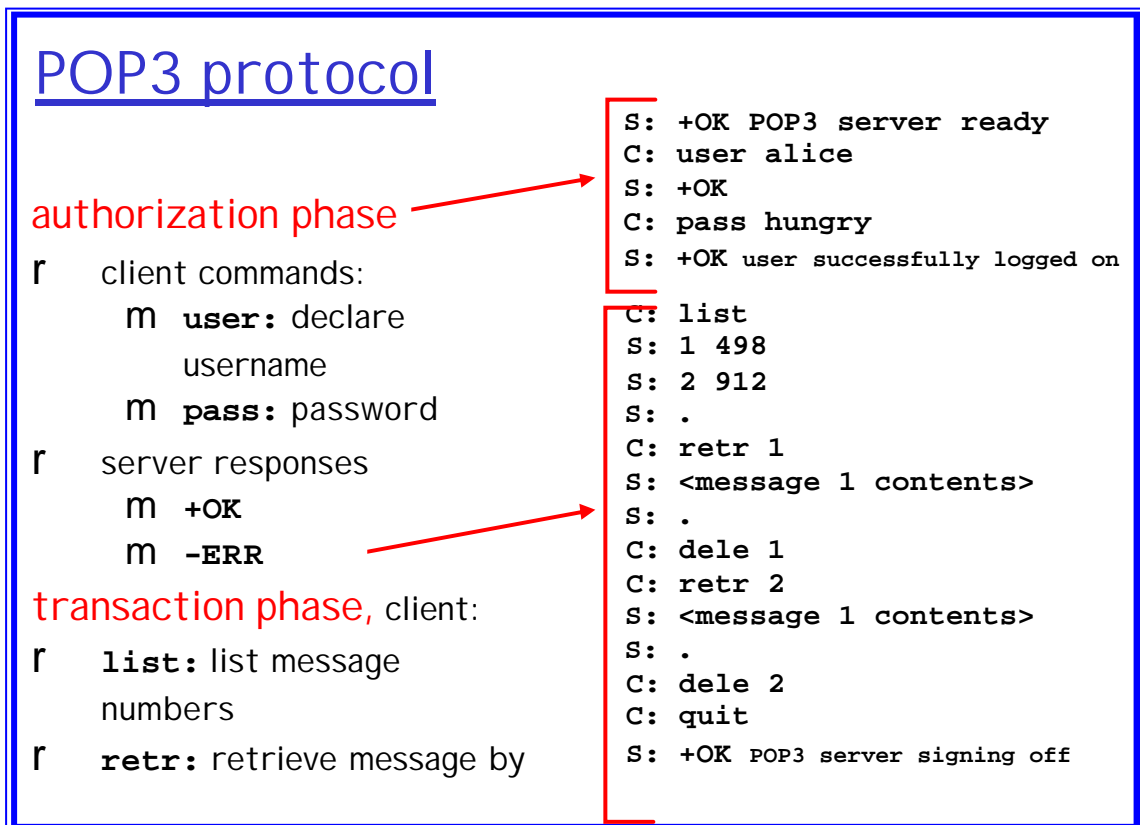 POP3 protocol
authorization phase
r client commands:
m user: declare
username
m pass: password
r server responses
m +OK
m -ERR
transaction phase, client:
r list: list message
numbers
r retr: retrieve message by
S: +OK POP3 server ready
C: user alice
S: +OK
C: pass hungry
S: +OK user successfully logged on
C: list
S: 1 498
S: 2 912
S: .
C: retr 1
S: <message 1 contents>
S: .
C: dele 1
C: retr 2
S: <message 1 contents>
S: .
C: dele 2
C: quit
S: +OK POP3 server signing off